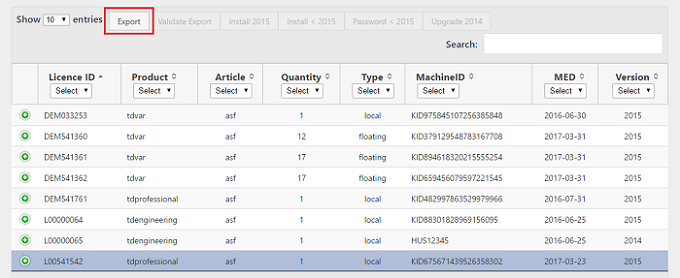 Show 10 entries Export Validate Export Install 2015 Install < 2015 Password < 2015 Upgrade 2014
Search:
Licence ID Product Article Quantity Type MachineID MED Version
Select Select Select Select Select Select Select Select
DEM033253 tdvar asf 1 local KID975845107256385848 2016-06-30 2015
DEM541360 tdvar asf 12 floating KID379129548783167708 2017-03-31 2015
DEM541361 tdvar asf 17 floating KID894618320215555254 2017-03-31 2015
DEM541362 tdvar asf 17 floating KID659456079597221545 2017-03-31 2015
DEM541761 tdprofessional asf 1 local KID482997863529979966 2016-07-31 2015
L00000064 tdengineering asf 1 local KID88301828969156095 2016-06-25 2015
L00000065 tdengineering asf 1 local HUS12345 2016-06-25 2014
L00541542 tdprofessional asf 1 local KID675671439526358302 2017-03-23 2015